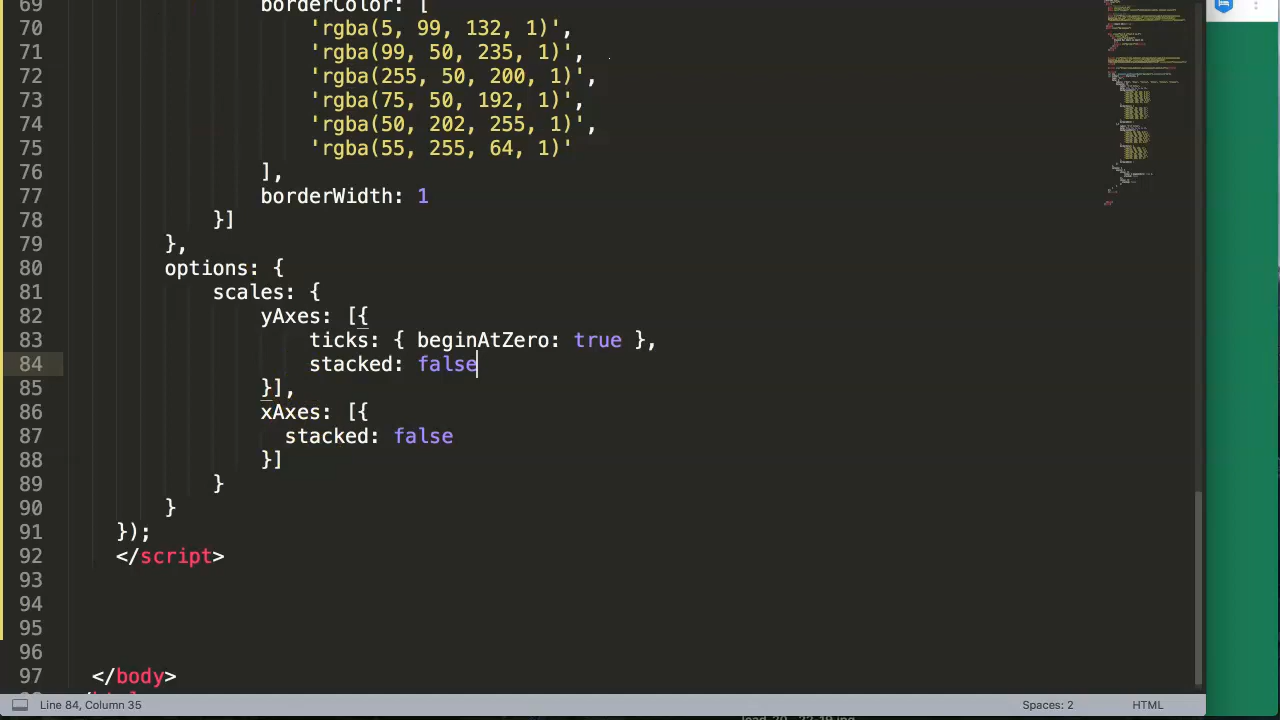 69 borderColor: [
70 'rgba(5, 99, 132, 1)',
71 'rgba(99, 50, 235, 1)',
72 'rgba(255, 50, 200, 1)',
73 'rgba(75, 50, 192, 1)',
74 'rgba(50, 202, 255, 1)',
75 'rgba(55, 255, 64, 1)'
76 ],
77 borderWidth: 1
78 }]
79 },
80 options: {
81 scales: {
82 yAxes: [{
83 ticks: { beginAtZero: true },
84 stacked: false
85 }],
86 xAxes: [{
87 stacked: false
88 }]
89 }
90 }
91 });
92 </script>
93
94
95
96
97 </body>
Line 84, Column 35
Spaces: 2
HTML